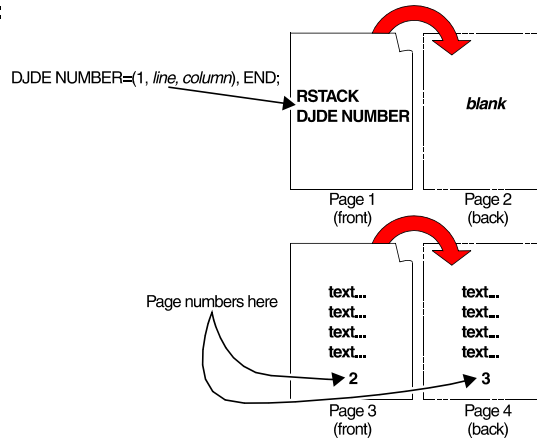 :
DJDE NUMBER=(1, line, column), END;
RSTACK
DJDE NUMBER
blank
Page 1
(front)
Page 2
(back)
Page numbers here
text...
text...
text...
text...
2
text...
text...
text...
text...
3
Page 3
(front)
Page 4
(back)